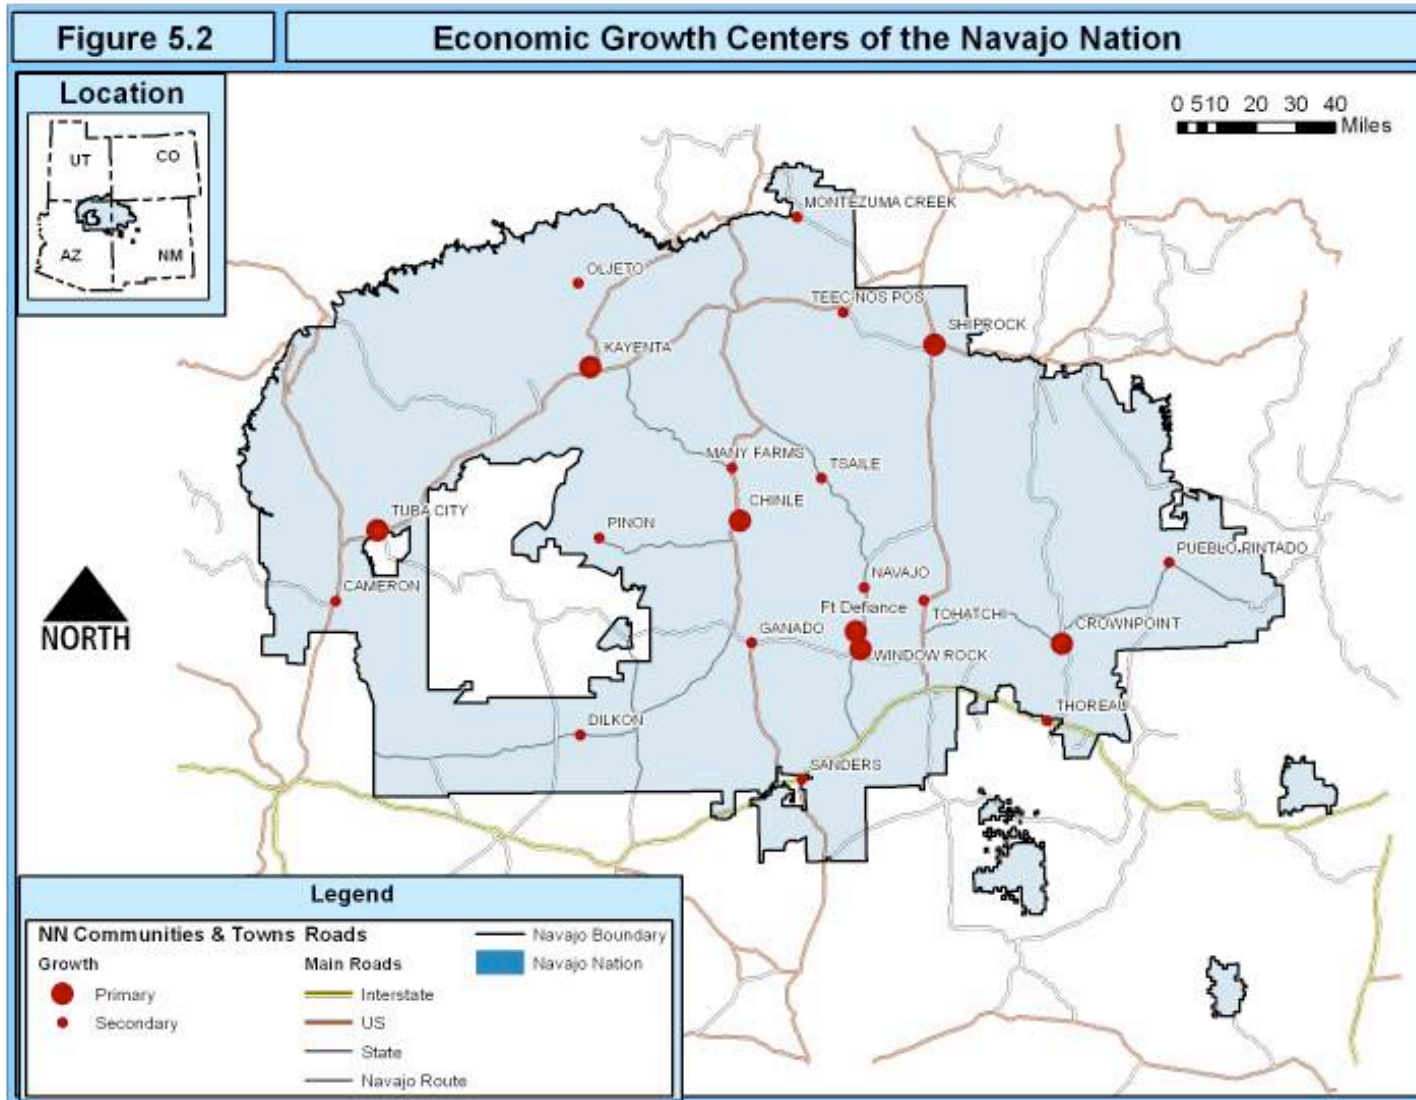 Figure 5.2
Economic Growth Centers of the Navajo Nation
Location
UT
CO
AZ
NM
0 510 20 30 40
Miles
MONTEZUMA CREEK
OLJETO
TEEC NOS POS
SHIPROCK
KAYENTA
MANY FARMS
TSAILE
CHINLE
TUBA CITY
PINON
PUEBLO PINTADO
CAMERON
NAVAJO
Ft Defiance
TOHATCHI
NORTH
GANADO
CROWNPOINT
WINDOW ROCK
THOREAU
DILKON
SANDERS
Legend
NN Communities & Towns
Growth
Primary
Secondary
Roads
Main Roads
Interstate
US
State
Navajo Route
Navajo Boundary
Navajo Nation